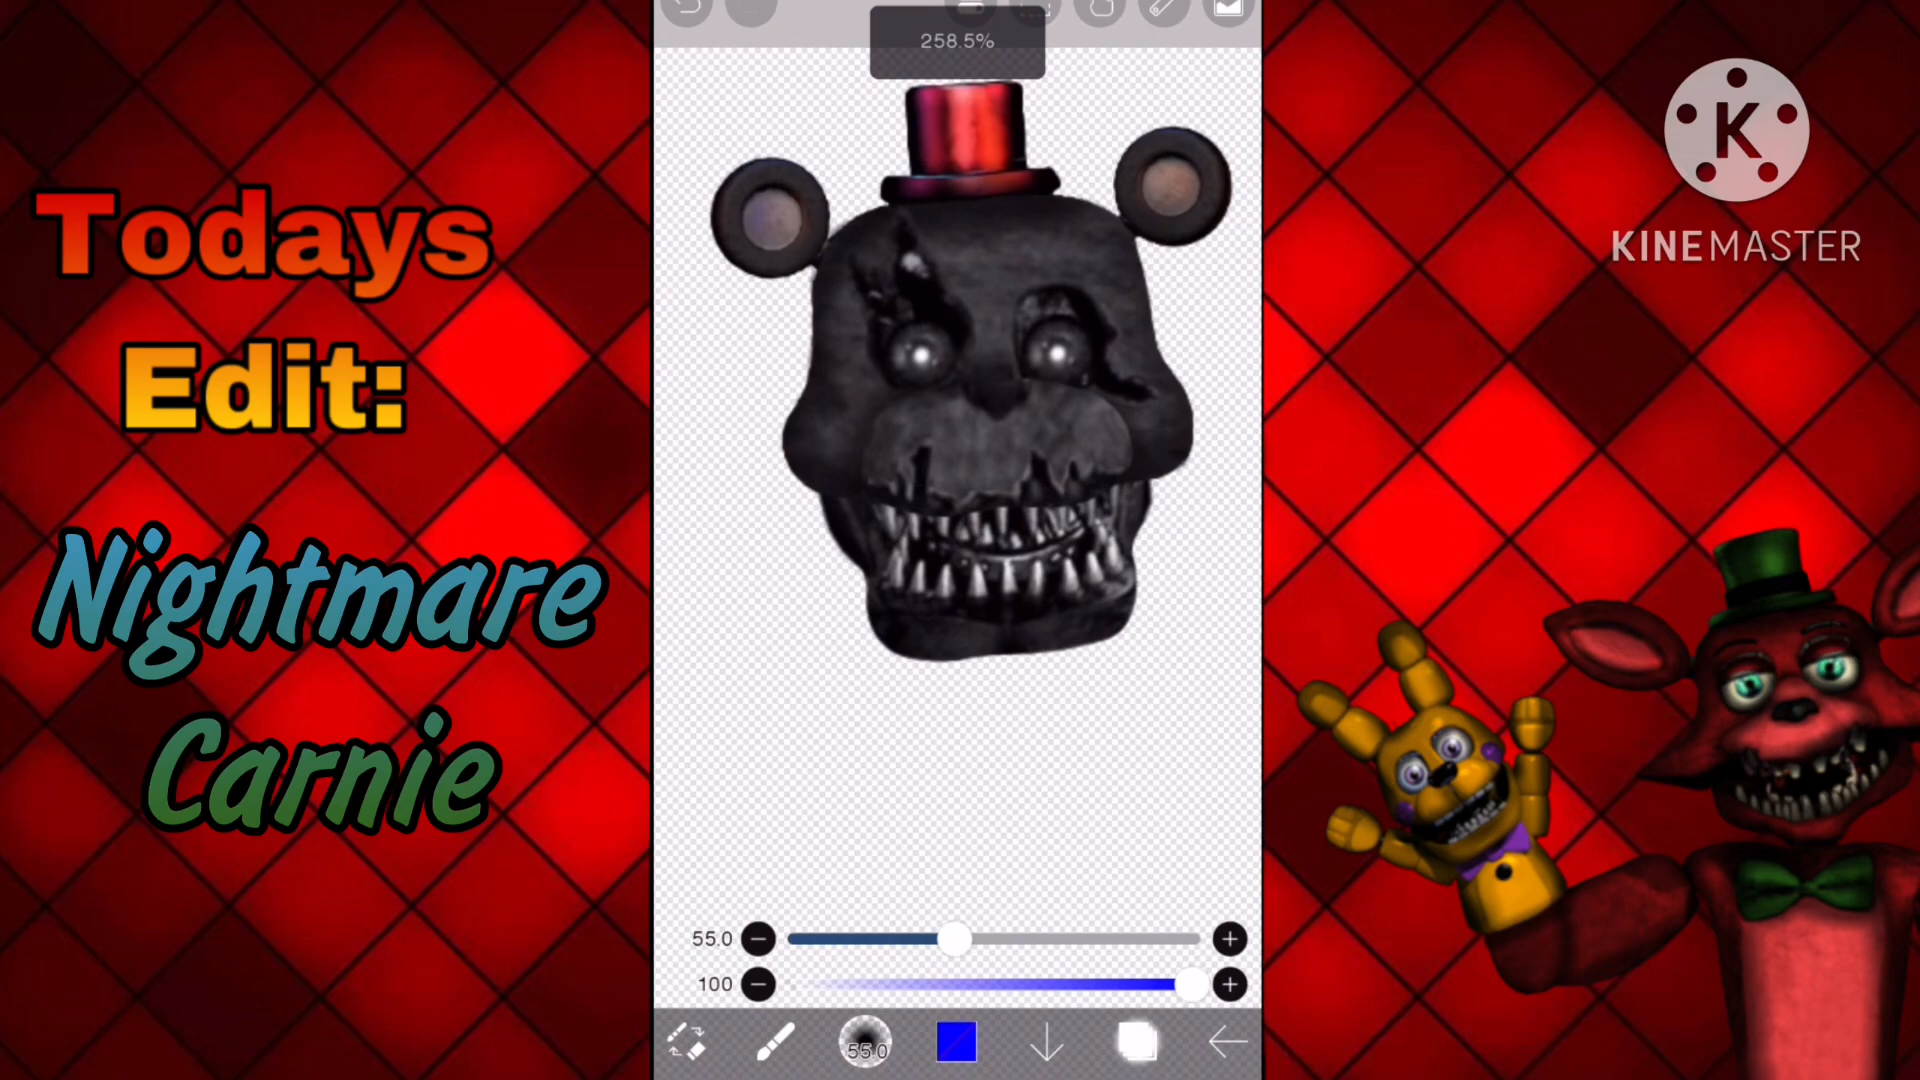 258.5%
Todays
Edit:
Nightmare
Carnie
K
KINEMASTER
55.0
100
55.0